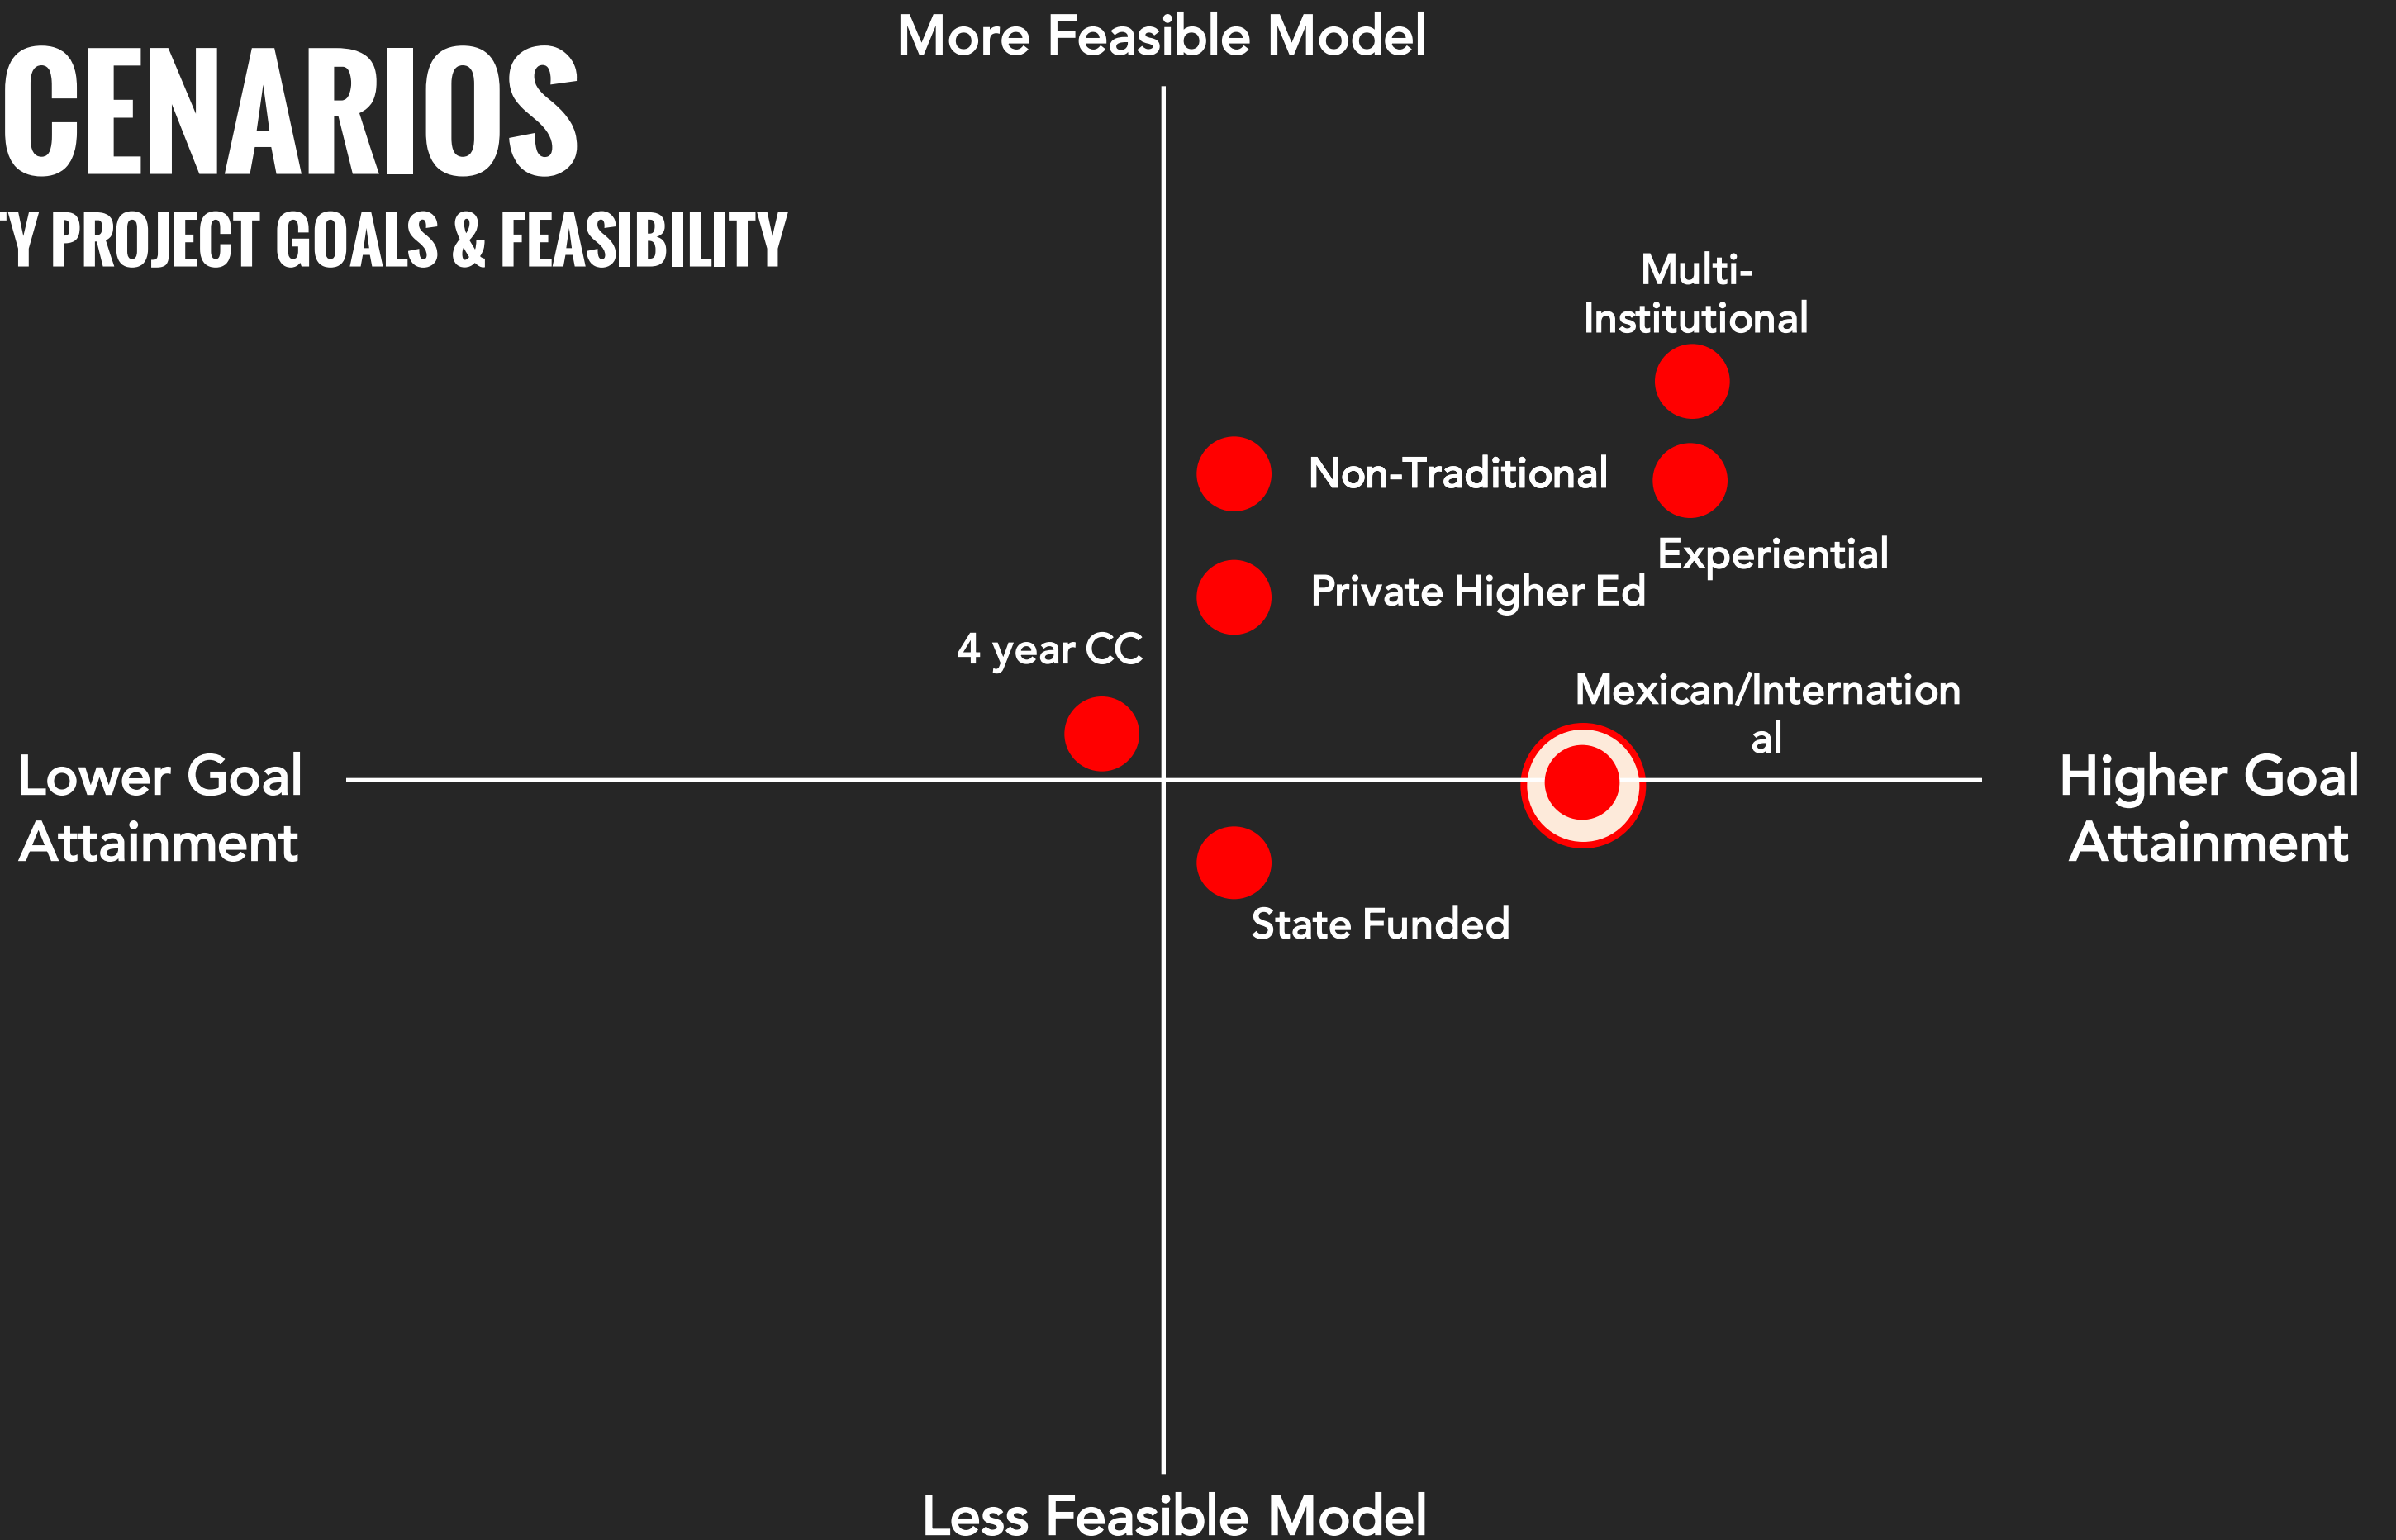 More Feasible Model
CENARIOS
Y PROJECT GOALS & FEASIBILITY
Multi-
Institutional
Non-Traditional
Experiential
Private Higher Ed
4 year CC
Mexican/Internation
al
Lower Goal
Attainment
Higher Goal
Attainment
State Funded
Less Feasible Model